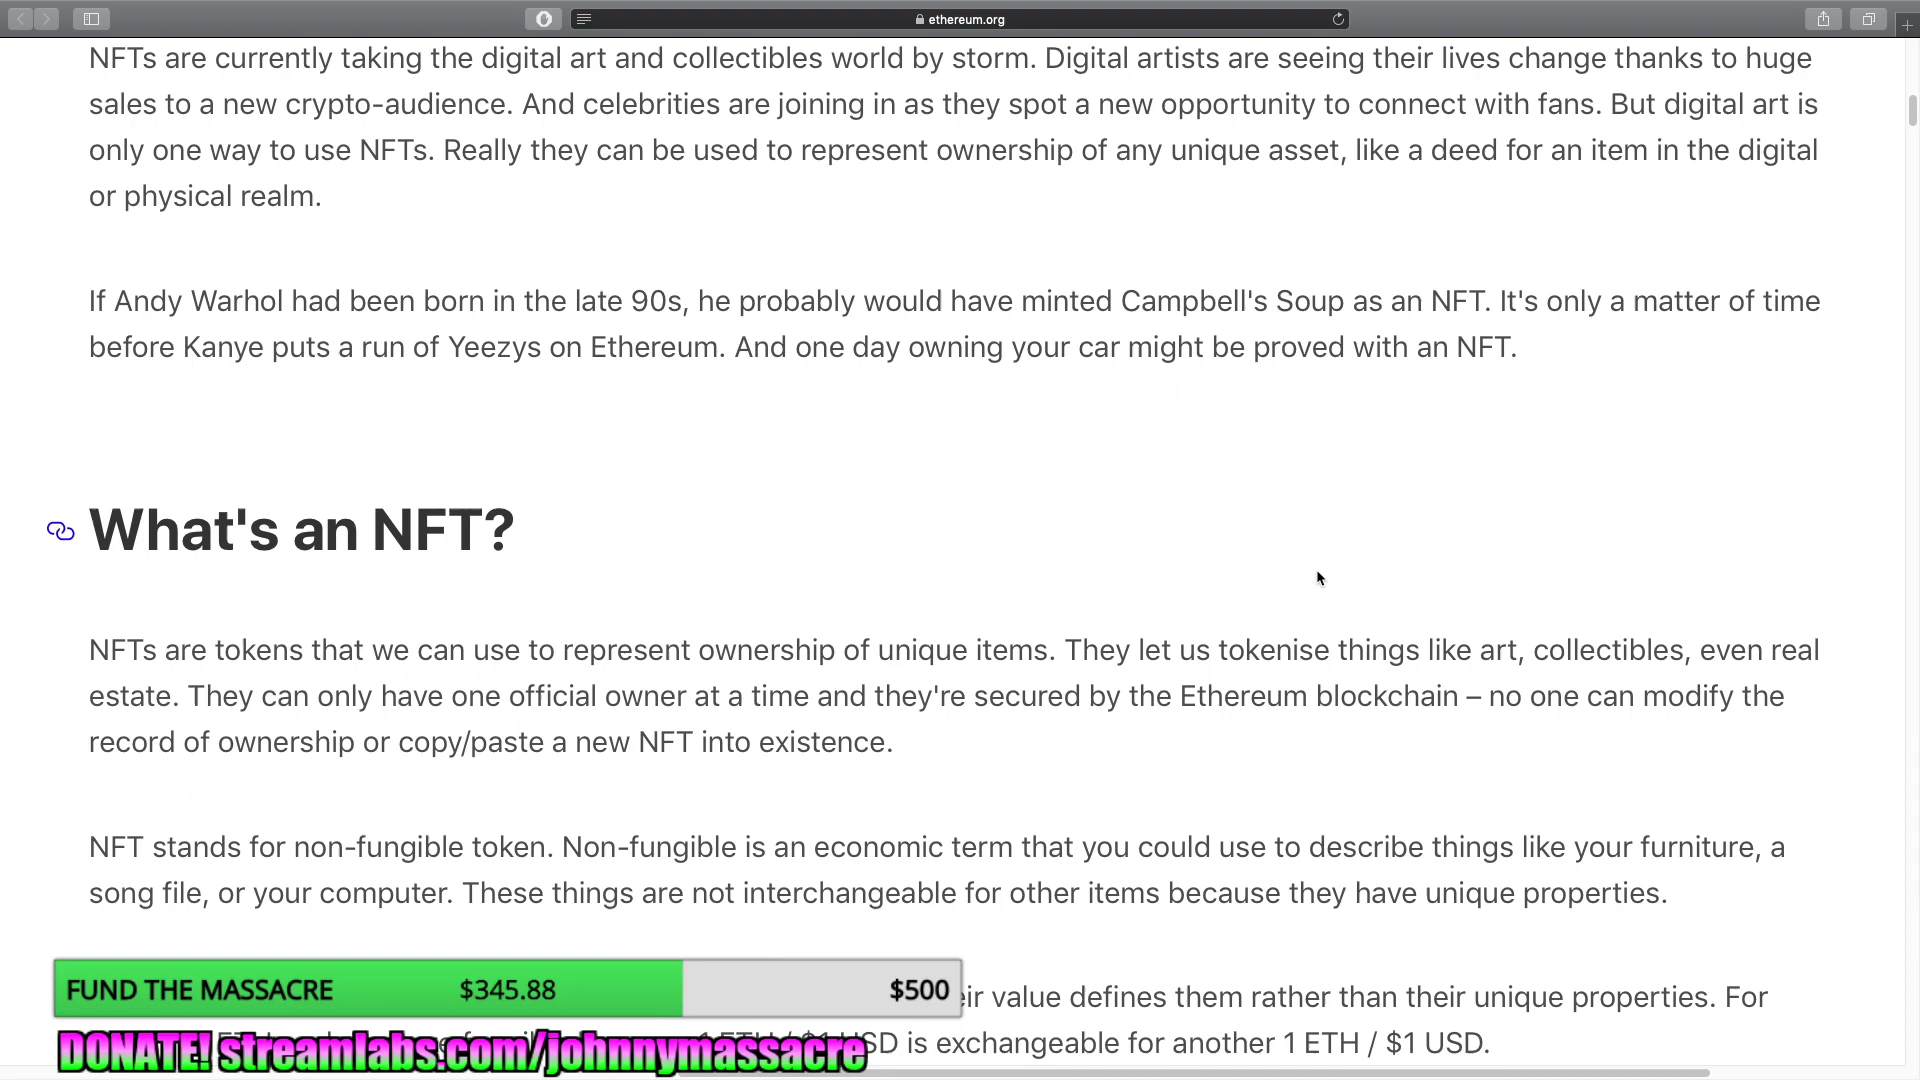 ethereum.org
NFTs are currently taking the digital art and collectibles world by storm. Digital artists are seeing their lives change thanks to huge
sales to a new crypto-audience. And celebrities are joining in as they spot a new opportunity to connect with fans. But digital art is
only one way to use NFTs. Really they can be used to represent ownership of any unique asset, like a deed for an item in the digital
or physical realm.
If Andy Warhol had been born in the late 90s, he probably would have minted Campbell's Soup as an NFT. It's only a matter of time
before Kanye puts a run of Yeezys on Ethereum. And one day owning your car might be proved with an NFT.
What's an NFT?
NFTs are tokens that we can use to represent ownership of unique items. They let us tokenise things like art, collectibles, even real
estate. They can only have one official owner at a time and they're secured by the Ethereum blockchain – no one can modify the
record of ownership or copy/paste a new NFT into existence.
NFT stands for non-fungible token. Non-fungible is an economic term that you could use to describe things like your furniture, a
song file, or your computer. These things are not interchangeable for other items because they have unique properties.
FUND THE MASSACRE $345.88 $500
value defines them rather than their unique properties. For
DONATE! streamlabs.com/johnnymassacre
is exchangeable for another 1 ETH / $1 USD.